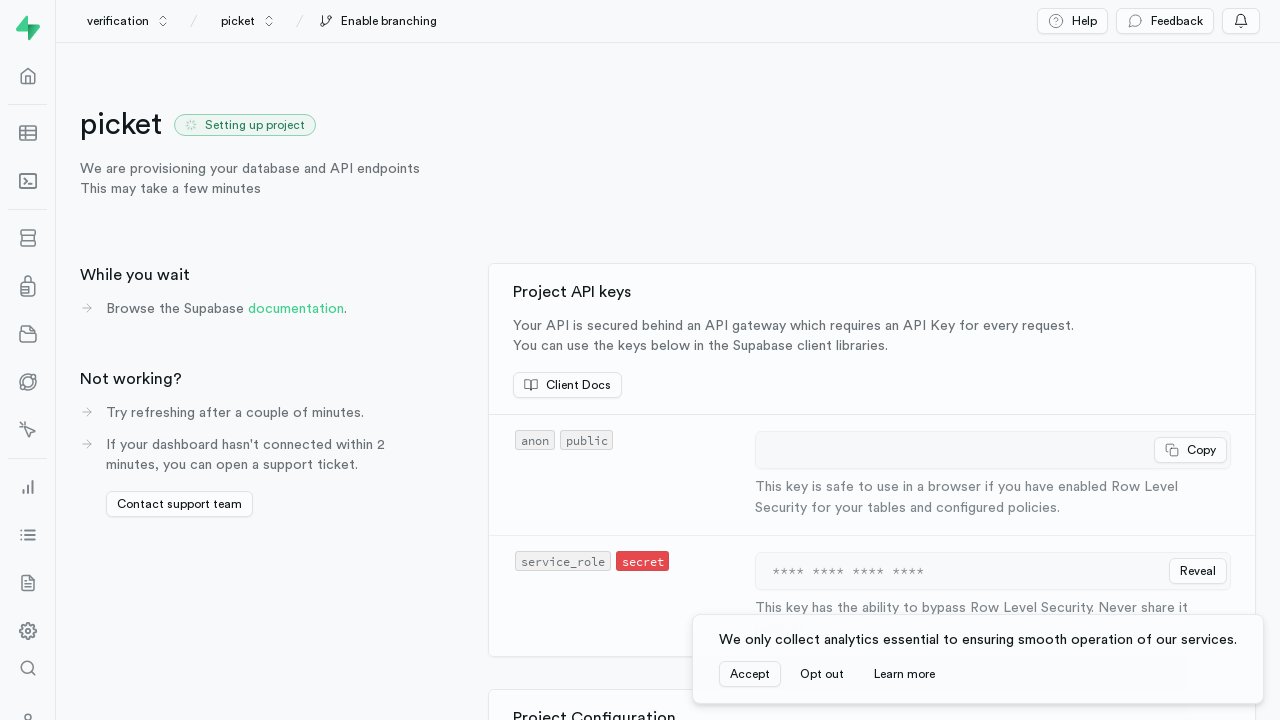 verification
picket
Enable branching
Help
Feedback
picket
Setting up project
We are provisioning your database and API endpoints
This may take a few minutes
While you wait
Browse the Supabase documentation.
Not working?
Try refreshing after a couple of minutes.
If your dashboard hasn't connected within 2
minutes, you can open a support ticket.
Contact support team
Project API keys
Your API is secured behind an API gateway which requires an API Key for every request.
You can use the keys below in the Supabase client libraries.
Client Docs
anon public
Copy
This key is safe to use in a browser if you have enabled Row Level
Security for your tables and configured policies.
service_role secret
**** **** **** ****
Reveal
This key has the ability to bypass Row Level Security. Never share it
We only collect analytics essential to ensuring smooth operation of our services.
Accept
Opt out
Learn more
Project Configuration